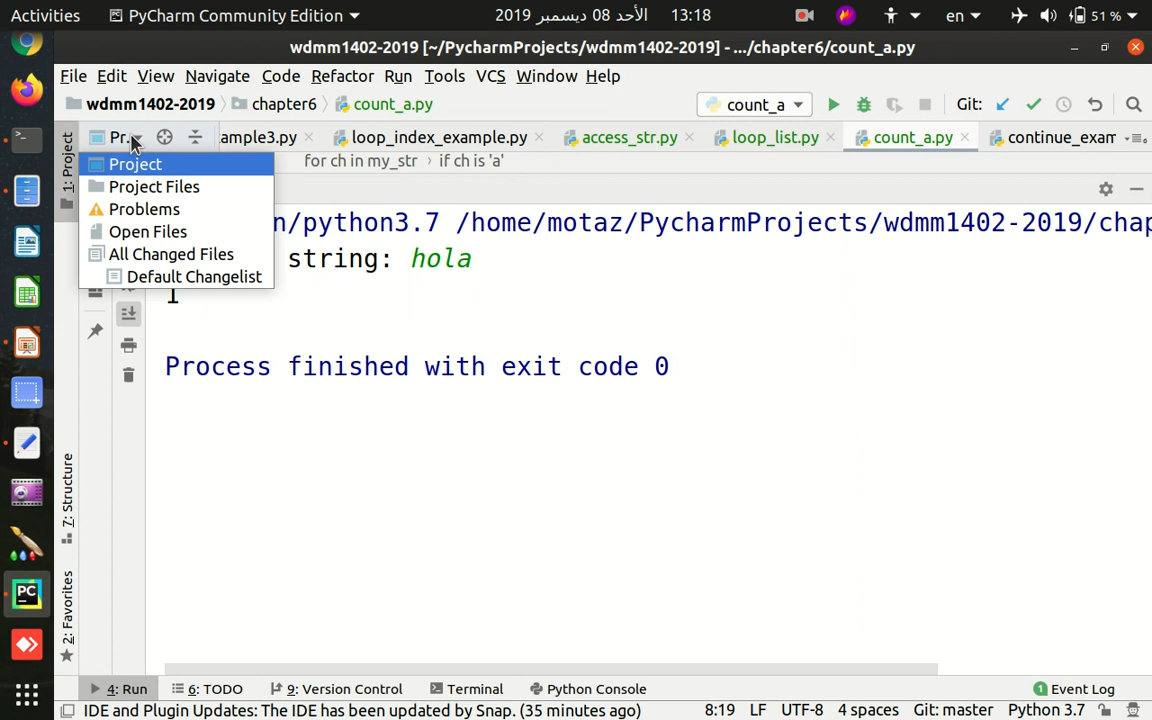 Activities PyCharm Community Edition الأحد 08 ديسمبر 2019 13:18 en 51 %
wdmm1402-2019 [~/PycharmProjects/wdmm1402-2019] - .../chapter6/count_a.py
File Edit View Navigate Code Refactor Run Tools VCS Window Help
wdmm1402-2019 chapter6 count_a.py count_a Git:
1: Project
Pr... ample3.py loop_index_example.py access_str.py loop_list.py count_a.py continue_exam
for ch in my_str › if ch is 'a'
Project
Project Files
Problems
Open Files
All Changed Files
Default Changelist
n/python3.7 /home/motaz/PycharmProjects/wdmm1402-2019/chap
string: hola
1
Process finished with exit code 0
7: Structure
2: Favorites
PC
4: Run 6: TODO 9: Version Control Terminal Python Console 1 Event Log
IDE and Plugin Updates: The IDE has been updated by Snap. (35 minutes ago) 8:19 LF UTF-8 4 spaces Git: master Python 3.7